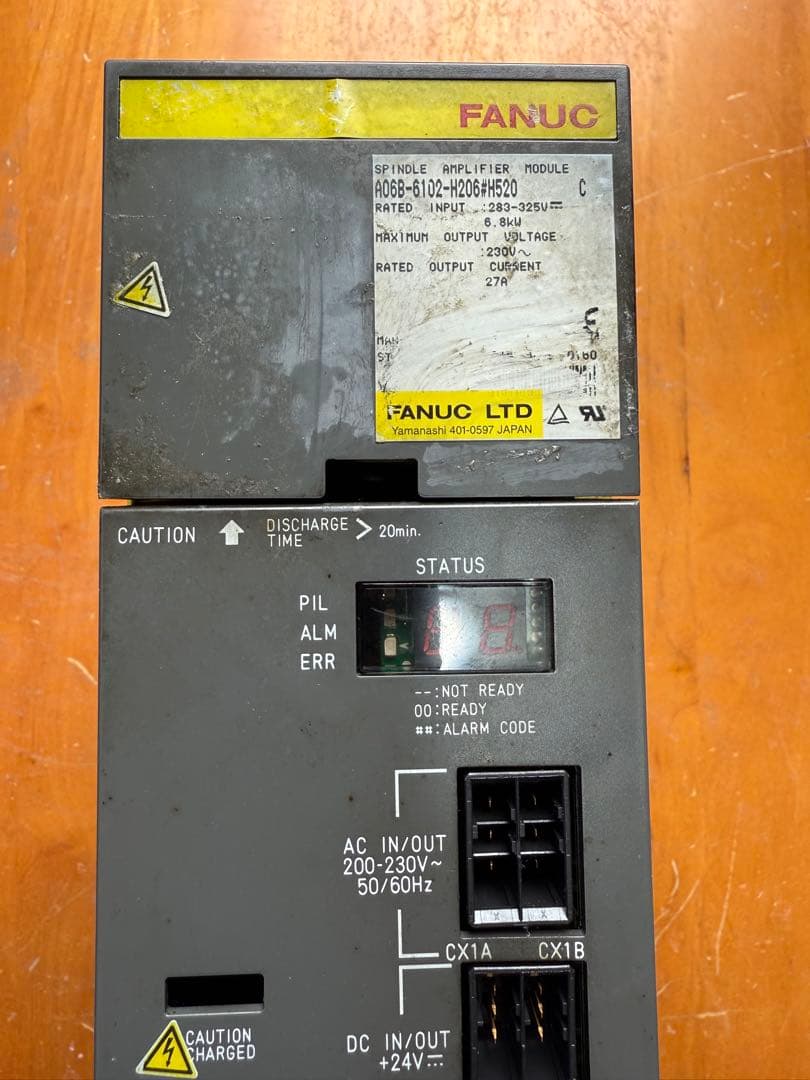 FANUC
SPINDLE AMPLIFIER MODULE
A06B-6102-H206#H520 C
RATED INPUT :283-325V⎓
6.8kW
MAXIMUM OUTPUT VOLTAGE
:230V~
RATED OUTPUT CURRENT
27A
FANUC LTD
Yamanashi 401-0597 JAPAN
CAUTION ↑ DISCHARGE TIME > 20min.
STATUS
PIL
ALM
ERR
--:NOT READY
00:READY
##:ALARM CODE
AC IN/OUT
200-230V~
50/60Hz
CX1A CX1B
CAUTION
CHARGED
DC IN/OUT
+24V⎓